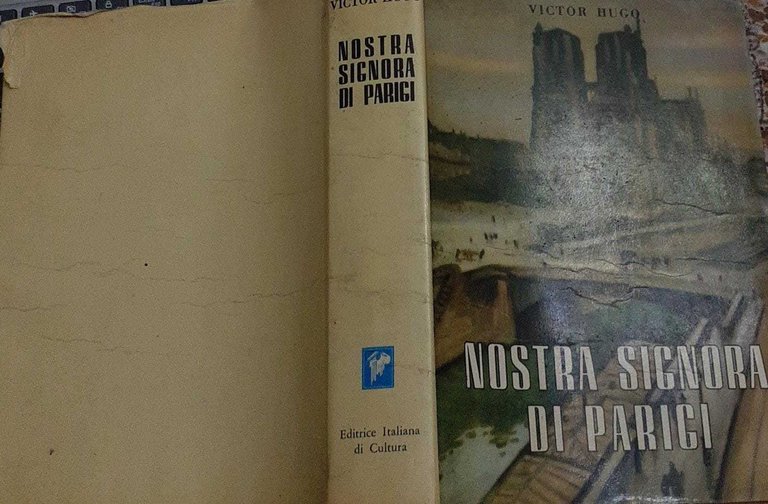 VICTOR HUGO
NOSTRA
SIGNORA
DI PARIGI
Editrice Italiana
di Cultura
VICTOR HUGO
NOSTRA SIGNORA
DI PARIGI